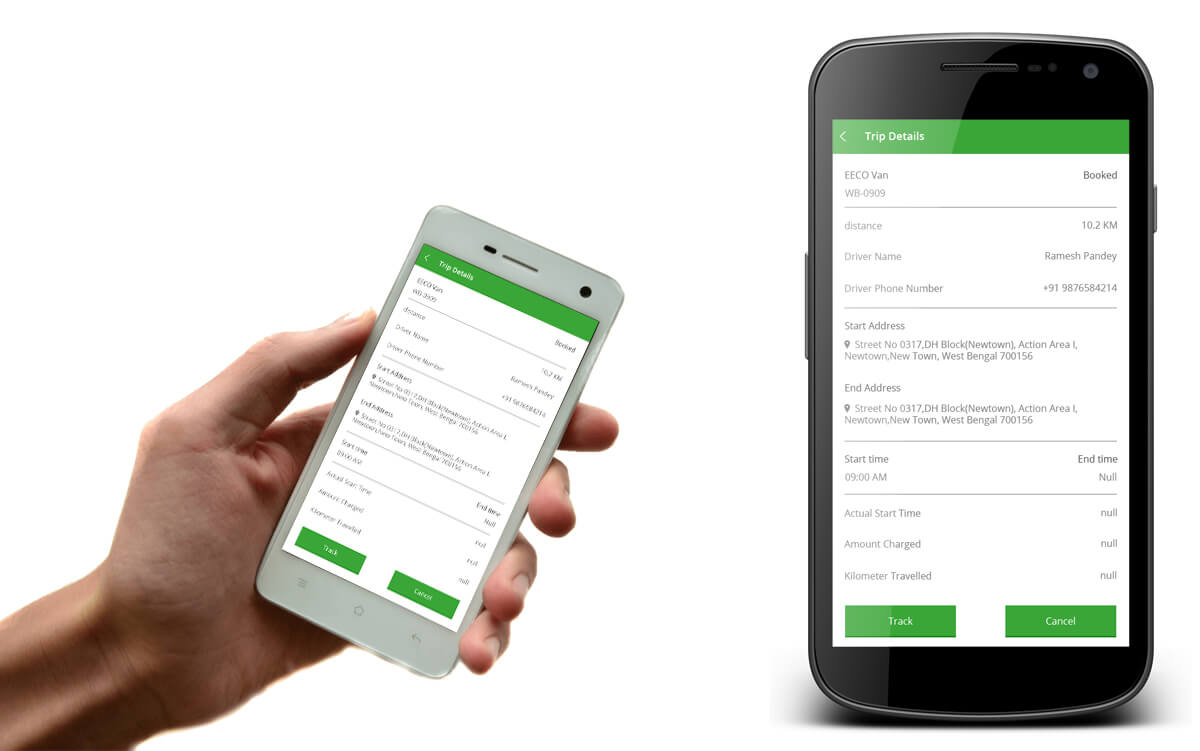 Trip Details
EECO Van
WB-0909
Booked
distance
10.2 KM
Driver Name
Ramesh Pandey
Driver Phone Number
+91 9876584214
Start Address
Street No 0317,DH Block(Newtown), Action Area I,
Newtown,New Town, West Bengal 700156
End Address
Street No 0317,DH Block(Newtown), Action Area I,
Newtown,New Town, West Bengal 700156
Start time
09:00 AM
End time
Null
Actual Start Time
null
Amount Charged
null
Kilometer Travelled
null
Track
Cancel
Trip Details
EECO Van Booked
WB-0909
distance 10.2 KM
Driver Name Ramesh Pandey
Driver Phone Number +91 9876584214
Start Address
Street No 0317,DH Block(Newtown), Action Area I,
Newtown,New Town, West Bengal 700156
End Address
Street No 0317,DH Block(Newtown), Action Area I,
Newtown,New Town, West Bengal 700156
Start time End time
09:00 AM Null
Actual Start Time null
Amount Charged null
Kilometer Travelled null
Track Cancel